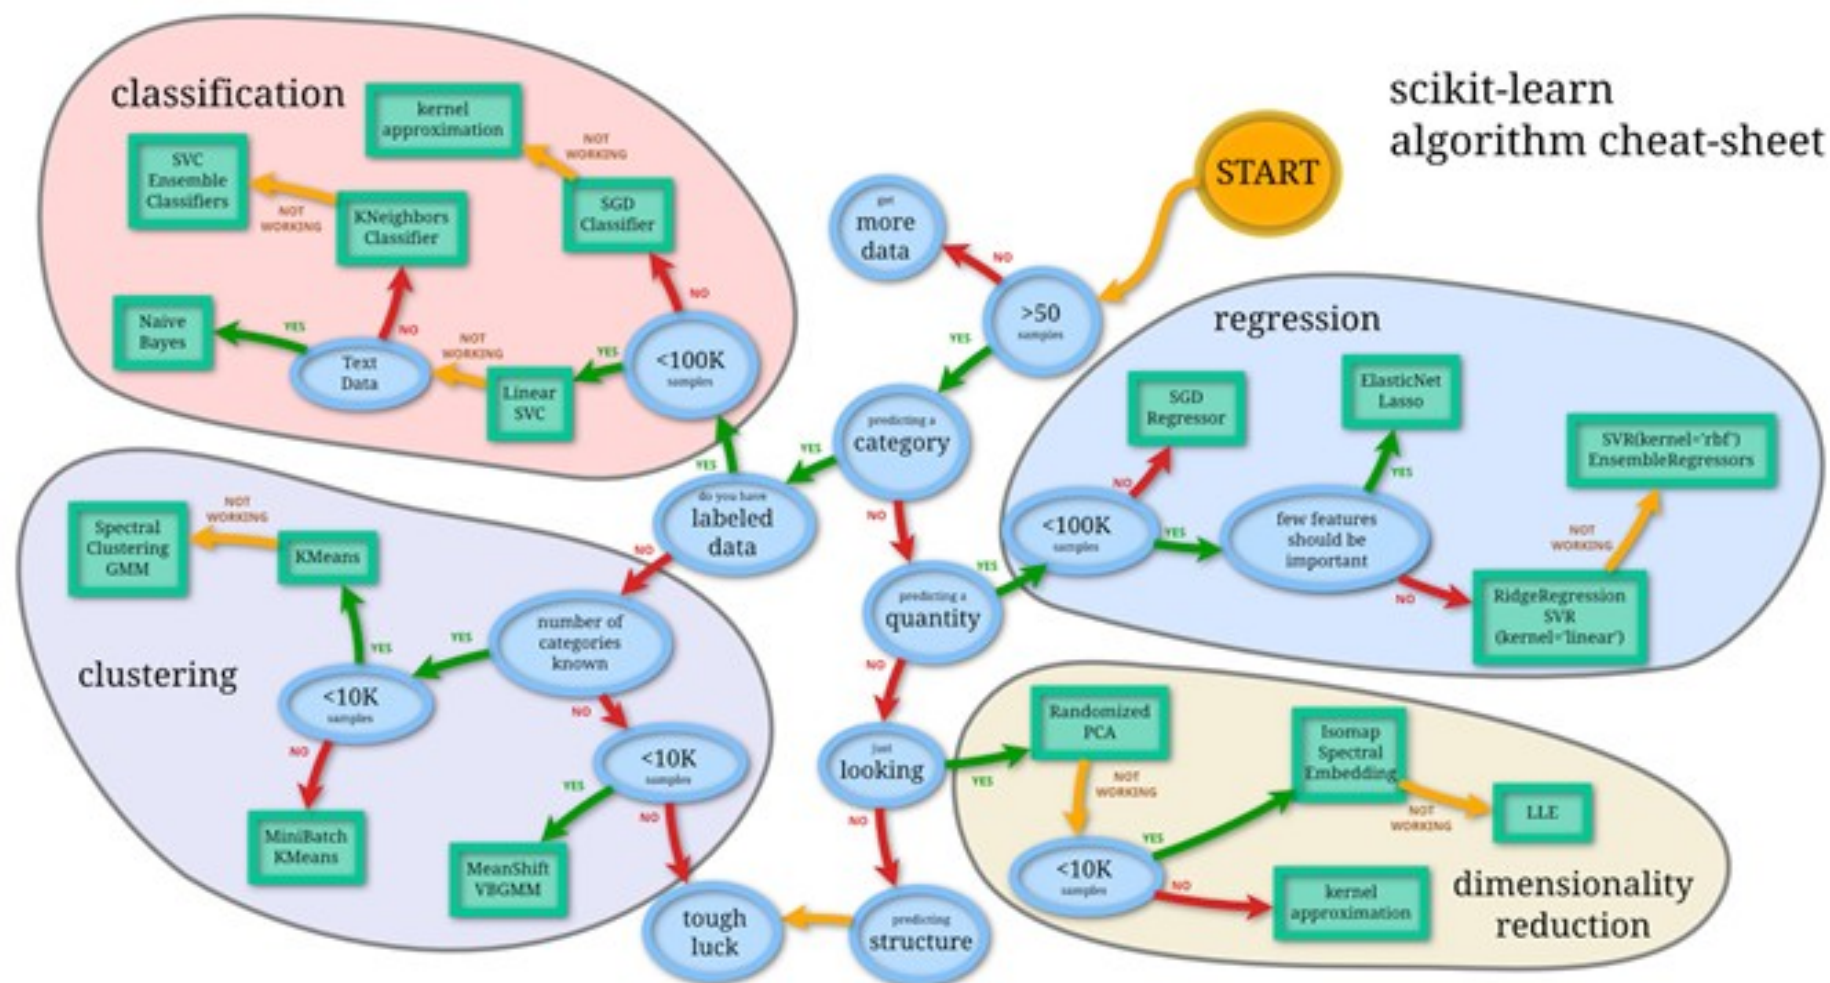 scikit-learn
algorithm cheat-sheet
START
classification
kernel
approximation
NOT
WORKING
SVC
Ensemble
Classifiers
NOT
WORKING
KNeighbors
Classifier
SGD
Classifier
NO
Naive
Bayes
YES
Text
Data
NO
NOT
WORKING
Linear
SVC
YES
<100K
samples
YES
get
more
data
NO
>50
samples
YES
predicting a
category
YES
NO
do you have
labeled
data
NO
predicting a
quantity
YES
NO
just
looking
YES
NO
predicting
structure
tough
luck
regression
SGD
Regressor
NO
<100K
samples
YES
ElasticNet
Lasso
YES
few features
should be
important
NO
SVR(kernel='rbf')
EnsembleRegressors
NOT
WORKING
RidgeRegression
SVR
(kernel='linear')
clustering
Spectral
Clustering
GMM
NOT
WORKING
KMeans
YES
<10K
samples
NO
YES
number of
categories
known
NO
MiniBatch
KMeans
<10K
samples
YES
NO
MeanShift
VBGMM
Randomized
PCA
NOT
WORKING
<10K
samples
YES
NO
Isomap
Spectral
Embedding
NOT
WORKING
LLE
kernel
approximation
dimensionality
reduction